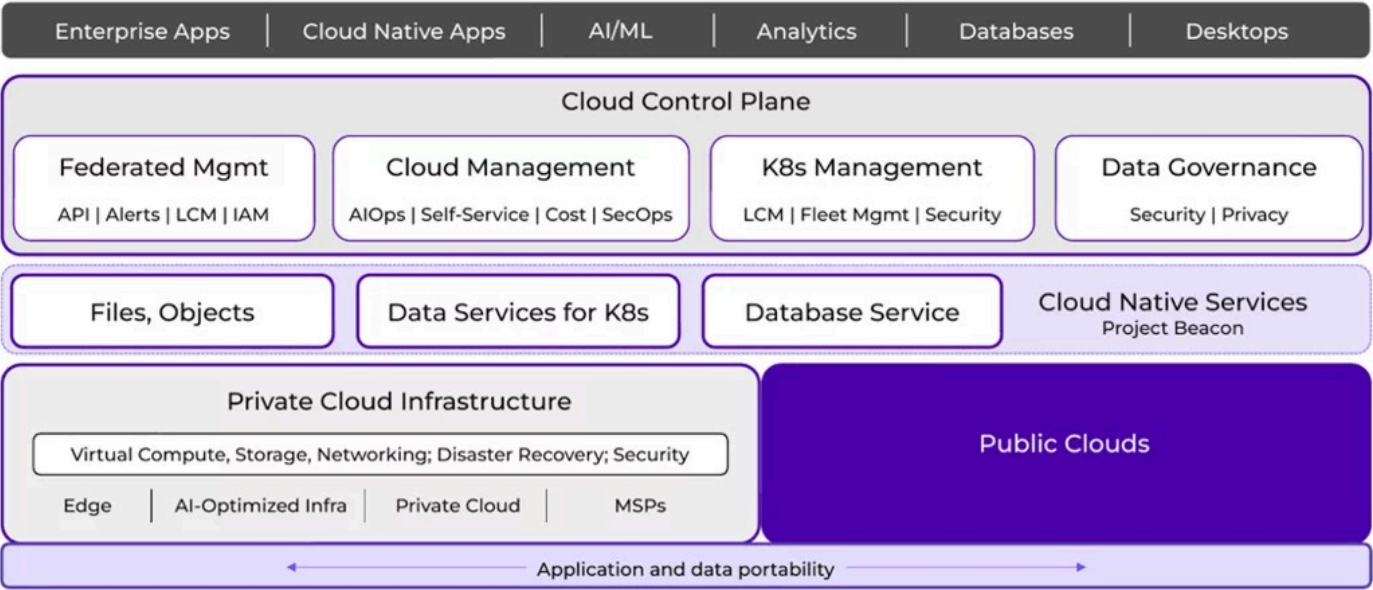 Enterprise Apps | Cloud Native Apps | AI/ML | Analytics | Databases | Desktops
Cloud Control Plane
Federated Mgmt
API | Alerts | LCM | IAM
Cloud Management
AIOps | Self-Service | Cost | SecOps
K8s Management
LCM | Fleet Mgmt | Security
Data Governance
Security | Privacy
Files, Objects
Data Services for K8s
Database Service
Cloud Native Services
Project Beacon
Private Cloud Infrastructure
Virtual Compute, Storage, Networking; Disaster Recovery; Security
Edge | AI-Optimized Infra | Private Cloud | MSPs
Public Clouds
Application and data portability